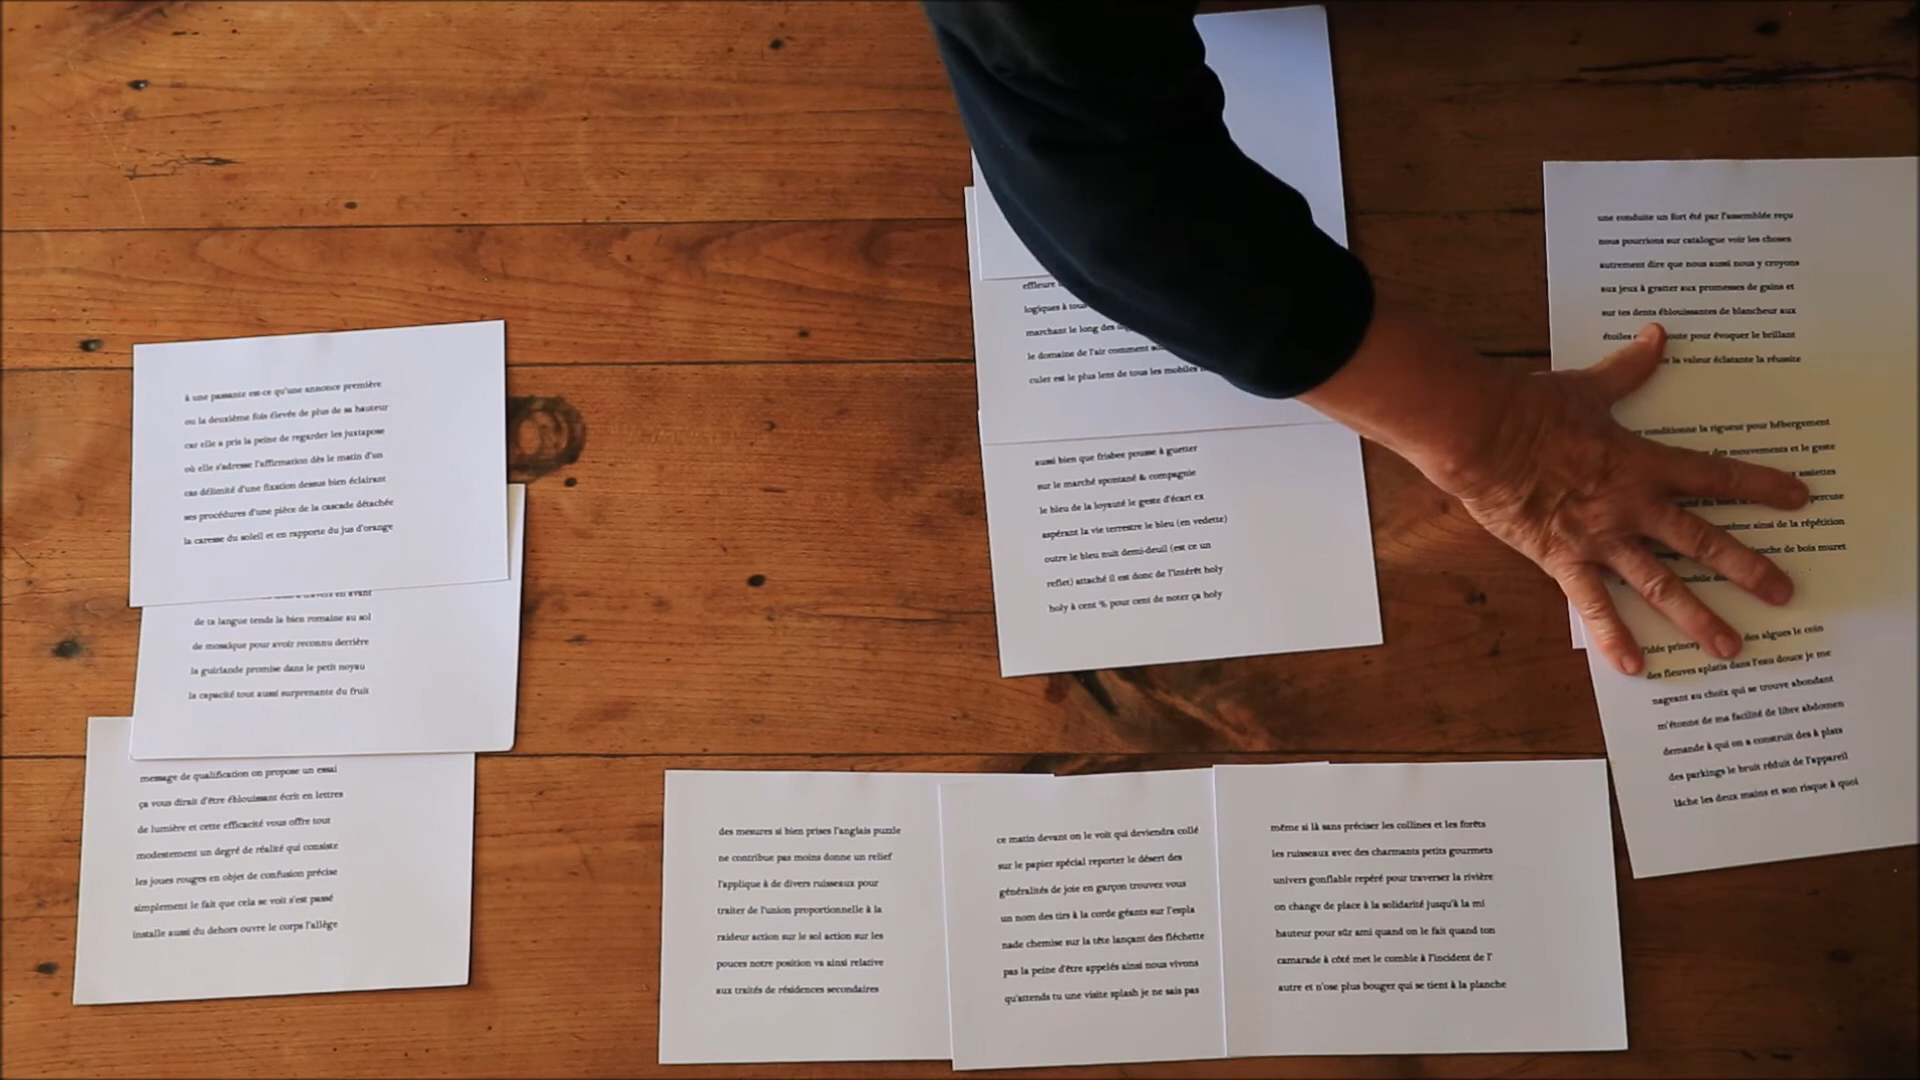 à une passante est-ce qu'une annonce première
ou la deuxième fois élevée de plus de sa hauteur
car elle a pris la peine de regarder les juxtapose
où elle s'adresse l'affirmation dès le matin d'un
cas délimité d'une fixation dessus bien éclairant
ses procédures d'une pièce de la cascade détachée
la caresse du soleil et en rapporte du jus d'orange
à travers en avant
de ta langue tends la bien romaine au sol
de mosaïque pour avoir reconnu derrière
la guirlande promise dans le petit noyau
la capacité tout aussi surprenante du fruit
message de qualification on propose un essai
ça vous dirait d'être éblouissant écrit en lettres
de lumière et cette efficacité vous offre tout
modestement un degré de réalité qui consiste
les joues rouges en objet de confusion précise
simplement le fait que cela se voit s'est passé
installe aussi du dehors ouvre le corps l'allège
des mesures si bien prises l'anglais puzzle
ne contribue pas moins donne un relief
l'applique à de divers ruisseaux pour
traiter de l'union proportionnelle à la
raideur action sur le sol action sur les
pouces notre position va ainsi relative
aux traités de résidences secondaires
ce matin devant on le voit qui deviendra collé
sur le papier spécial reporter le désert des
généralités de joie en garçon trouvez vous
un nom des tirs à la corde géants sur l'espla
nade chemise sur la tête lançant des fléchette
pas la peine d'être appelés ainsi nous vivons
qu'attends tu une visite splash je ne sais pas
même si là sans préciser les collines et les forêts
les ruisseaux avec des charmants petits gourmets
univers gonflable repéré pour traverser la rivière
on change de place à la solidarité jusqu'à la mi
hauteur pour sûr ami quand on le fait quand ton
camarade à côté met le comble à l'incident de l'
autre et n'ose plus bouger qui se tient à la planche
effleure
logiques à tous
marchant le long des
le domaine de l'air comment
culer est le plus lent de tous les mobiles
aussi bien que frisbee pousse à guetter
sur le marché spontané & compagnie
le bleu de la loyauté le geste d'écart ex
aspérant la vie terrestre le bleu (en vedette)
outre le bleu nuit demi-deuil (est ce un
reflet) attaché il est donc de l'intérêt holy
holy à cent % pour cent de noter ça holy
une conduite un fort été par l'assemblée reçu
nous pourrions sur catalogue voir les choses
autrement dire que nous aussi nous y croyons
aux jeux à gratter aux promesses de gains et
sur tes dents éblouissantes de blancheur aux
étoiles pour évoquer le brillant
la valeur éclatante la réussite
conditionne la rigueur pour hébergement
des mouvements et le geste
assiettes
percute
ainsi de la répétition
de bois muret
mobile
l'idée des algues le coin
des fleuves aplatis dans l'eau douce je me
nageant au choix qui se trouve abondant
m'étonne de ma facilité de libre abdomen
demande à qui on a construit des à plats
des parkings le bruit réduit de l'appareil
lâche les deux mains et son risque à quoi